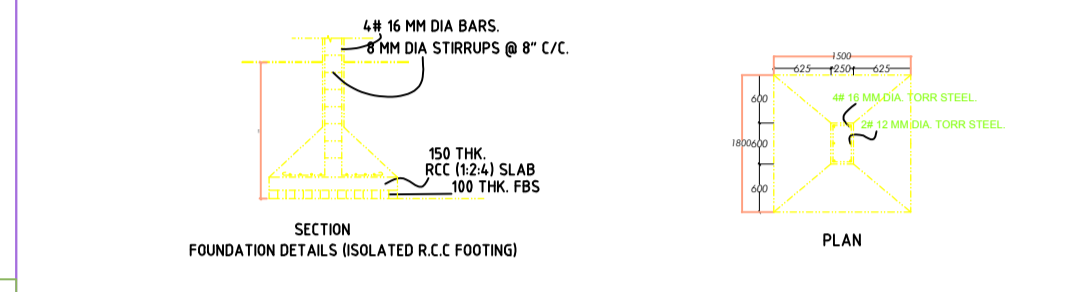 4# 16 MM DIA BARS.
8 MM DIA STIRRUPS @ 8" C/C.
150 THK.
RCC (1:2:4) SLAB
100 THK. FBS
SECTION
FOUNDATION DETAILS (ISOLATED R.C.C FOOTING)
1500
625 250 625
600
4# 16 MM DIA. TORR STEEL.
2# 12 MM DIA. TORR STEEL.
1800 600
600
PLAN